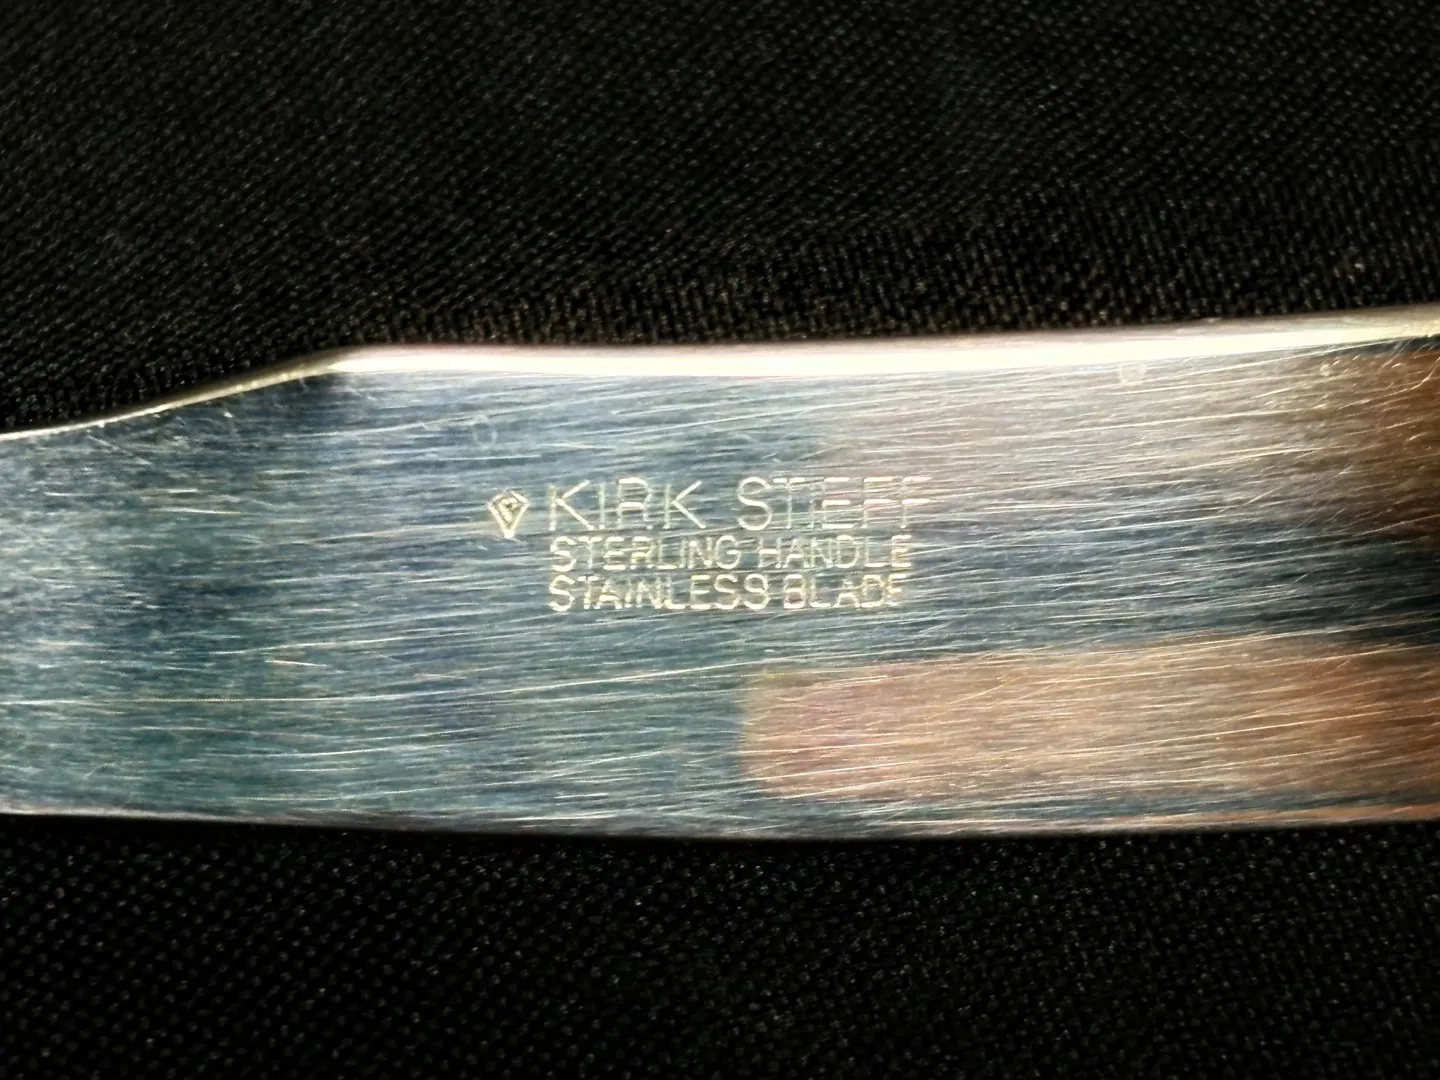 KIRK STIEFF
STERLING HANDLE
STAINLESS BLADE